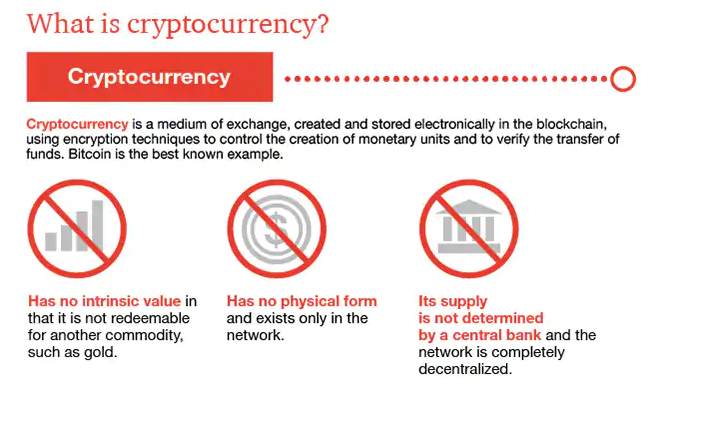 What is cryptocurrency?
Cryptocurrency
Cryptocurrency is a medium of exchange, created and stored electronically in the blockchain,
using encryption techniques to control the creation of monetary units and to verify the transfer of
funds. Bitcoin is the best known example.
$
Has no intrinsic value in
that it is not redeemable
for another commodity,
such as gold.
Has no physical form
and exists only in the
network.
Its supply
is not determined
by a central bank and the
network is completely
decentralized.